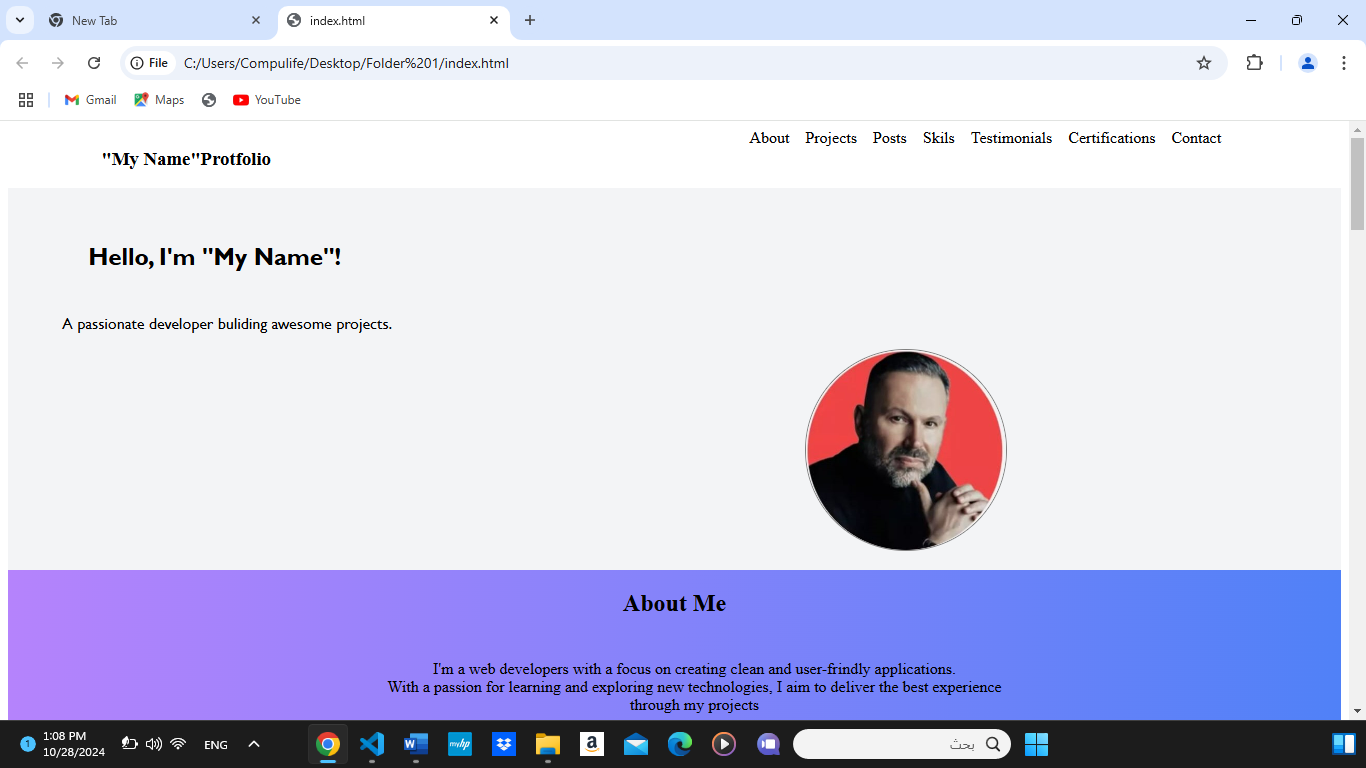 New Tab
index.html
File
C:/Users/Compulife/Desktop/Folder%201/index.html
Gmail
Maps
YouTube
About Projects Posts Skils Testimonials Certifications Contact
"My Name"Protfolio
Hello, I'm "My Name"!
A passionate developer buliding awesome projects.
About Me
I'm a web developers with a focus on creating clean and user-frindly applications.
With a passion for learning and exploring new technologies, I aim to deliver the best experience
through my projects
1
1:08 PM
10/28/2024
ENG
myhp
بحث